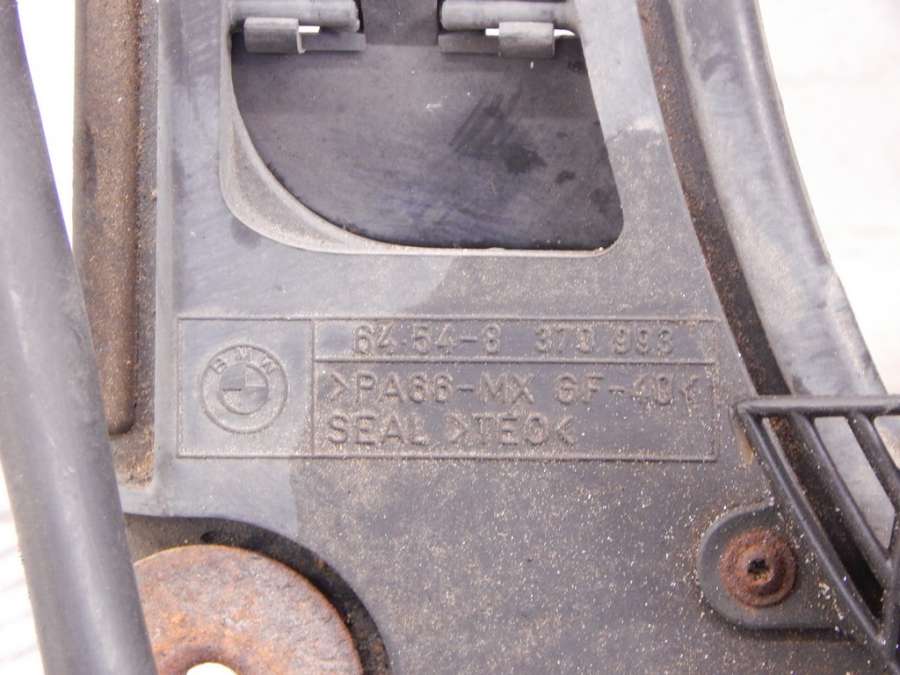 BMW
64.54-8 370 993
>PA66-MX GF-40<
SEAL >TEO<